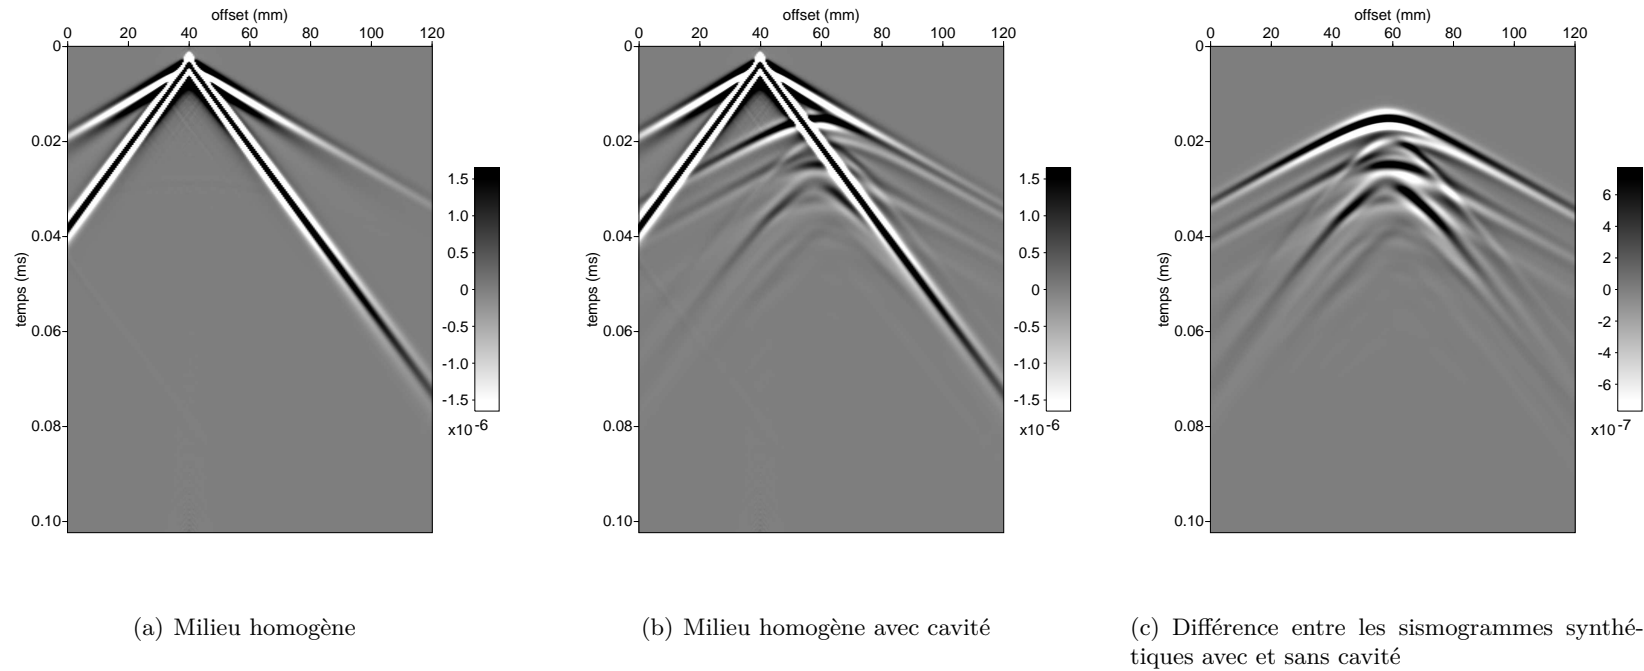 offset (mm)
0 20 40 60 80 100 120
0
0.02
0.04
0.06
0.08
0.10
temps (ms)
1.5
1.0
0.5
0
-0.5
-1.0
-1.5
x10-6
(a) Milieu homogène
offset (mm)
0 20 40 60 80 100 120
0
0.02
0.04
0.06
0.08
0.10
temps (ms)
1.5
1.0
0.5
0
-0.5
-1.0
-1.5
x10-6
(b) Milieu homogène avec cavité
offset (mm)
0 20 40 60 80 100 120
0
0.02
0.04
0.06
0.08
0.10
temps (ms)
6
4
2
0
-2
-4
-6
x10-7
(c) Différence entre les sismogrammes synthé-
tiques avec et sans cavité